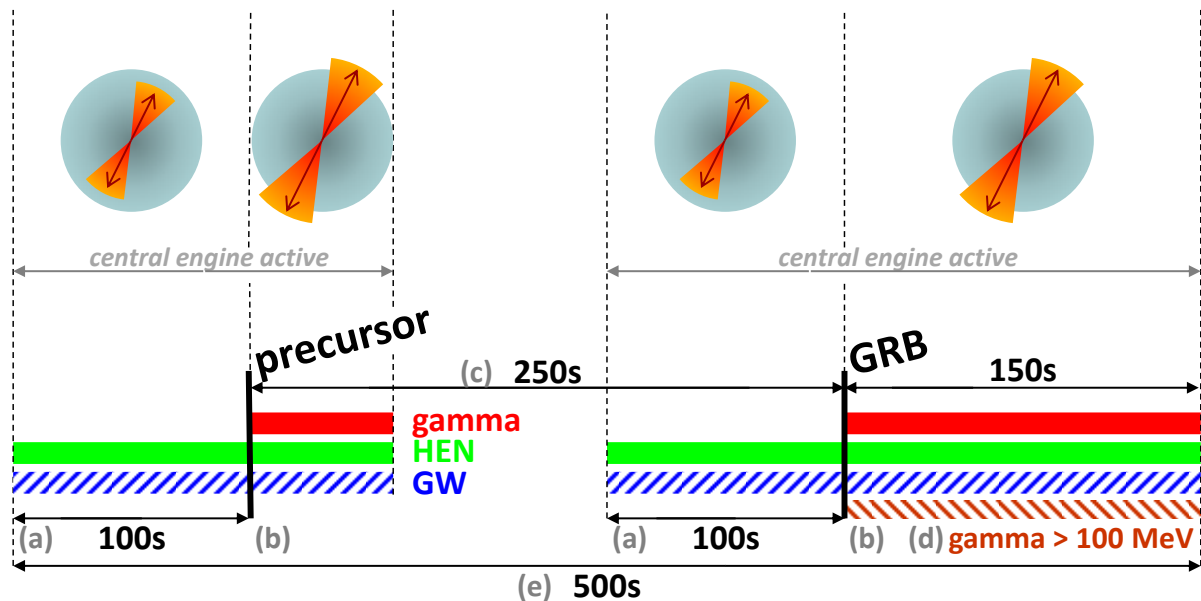 central engine active
central engine active
precursor
GRB
(c) 250s
150s
gamma
HEN
GW
(a) 100s (b)
(a) 100s (b) (d) gamma > 100 MeV
(e) 500s